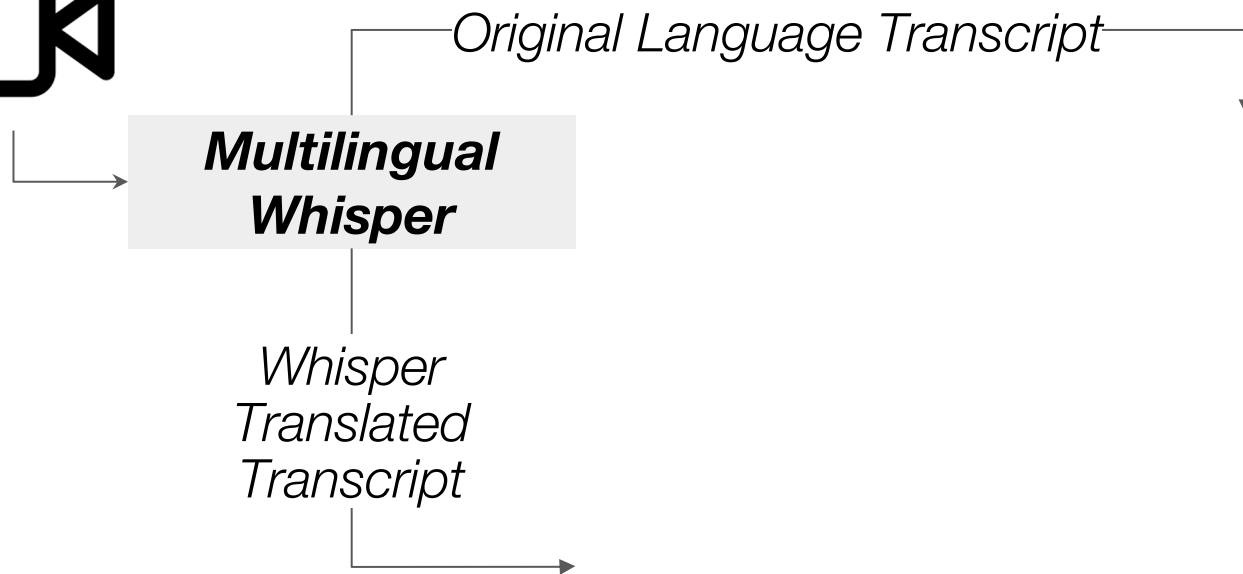 Original Language Transcript
Multilingual
Whisper
Whisper
Translated
Transcript